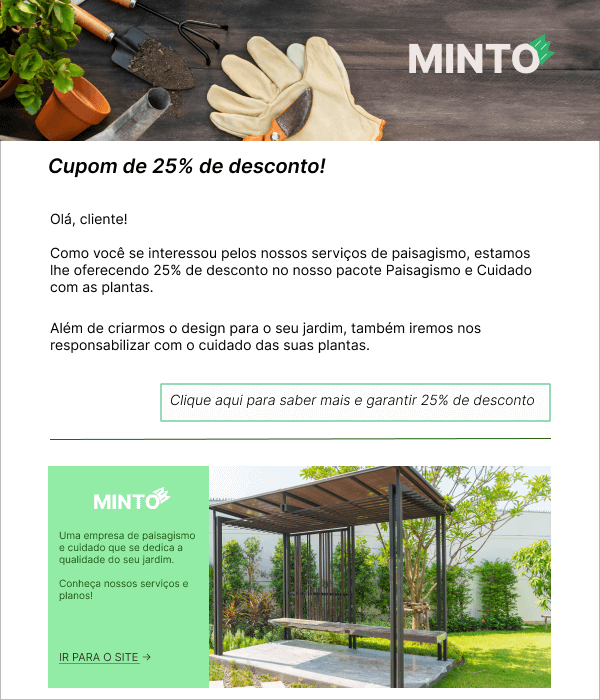 MINTO
Cupom de 25% de desconto!
Olá, cliente!
Como você se interessou pelos nossos serviços de paisagismo, estamos
lhe oferecendo 25% de desconto no nosso pacote Paisagismo e Cuidado
com as plantas.
Além de criarmos o design para o seu jardim, também iremos nos
responsabilizar com o cuidado das suas plantas.
Clique aqui para saber mais e garantir 25% de desconto
MINTO
Uma empresa de paisagismo
e cuidado que se dedica a
qualidade do seu jardim.
Conheça nossos serviços e
planos!
IR PARA O SITE →